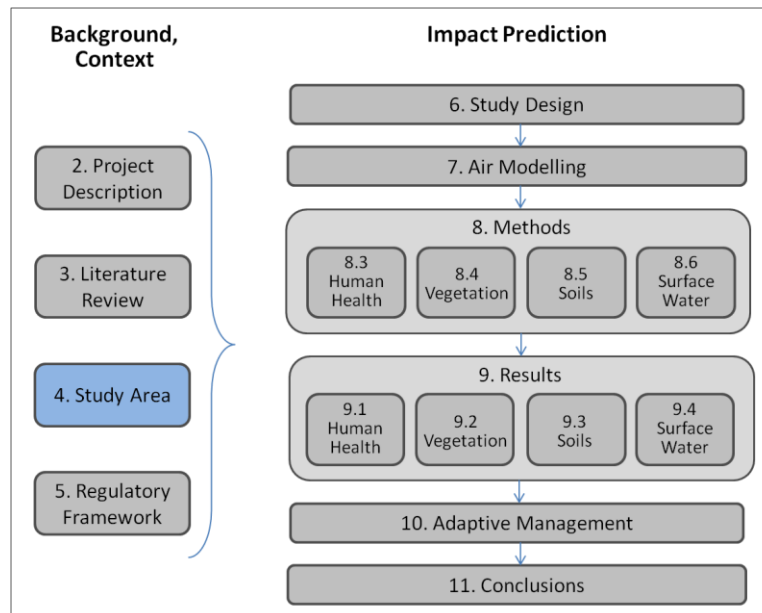 Background,
Context
2. Project
Description
3. Literature
Review
4. Study Area
5. Regulatory
Framework
Impact Prediction
6. Study Design
7. Air Modelling
8. Methods
8.3
Human
Health
8.4
Vegetation
8.5
Soils
8.6
Surface
Water
9. Results
9.1
Human
Health
9.2
Vegetation
9.3
Soils
9.4
Surface
Water
10. Adaptive Management
11. Conclusions